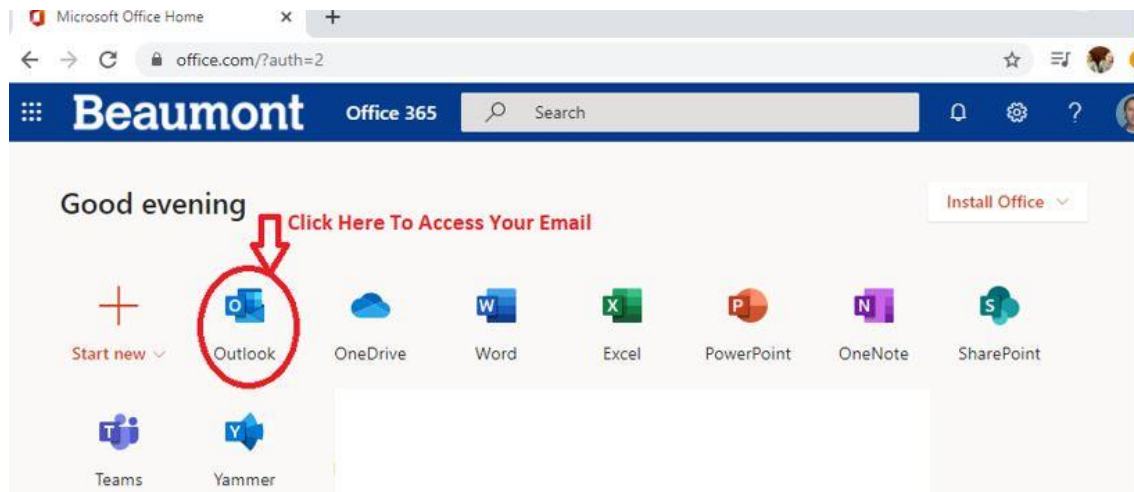 Microsoft Office Home
office.com/?auth=2
Beaumont Office 365 Search ?
Good evening
Install Office
Click Here To Access Your Email
Start new Outlook OneDrive Word Excel PowerPoint OneNote SharePoint
Teams Yammer